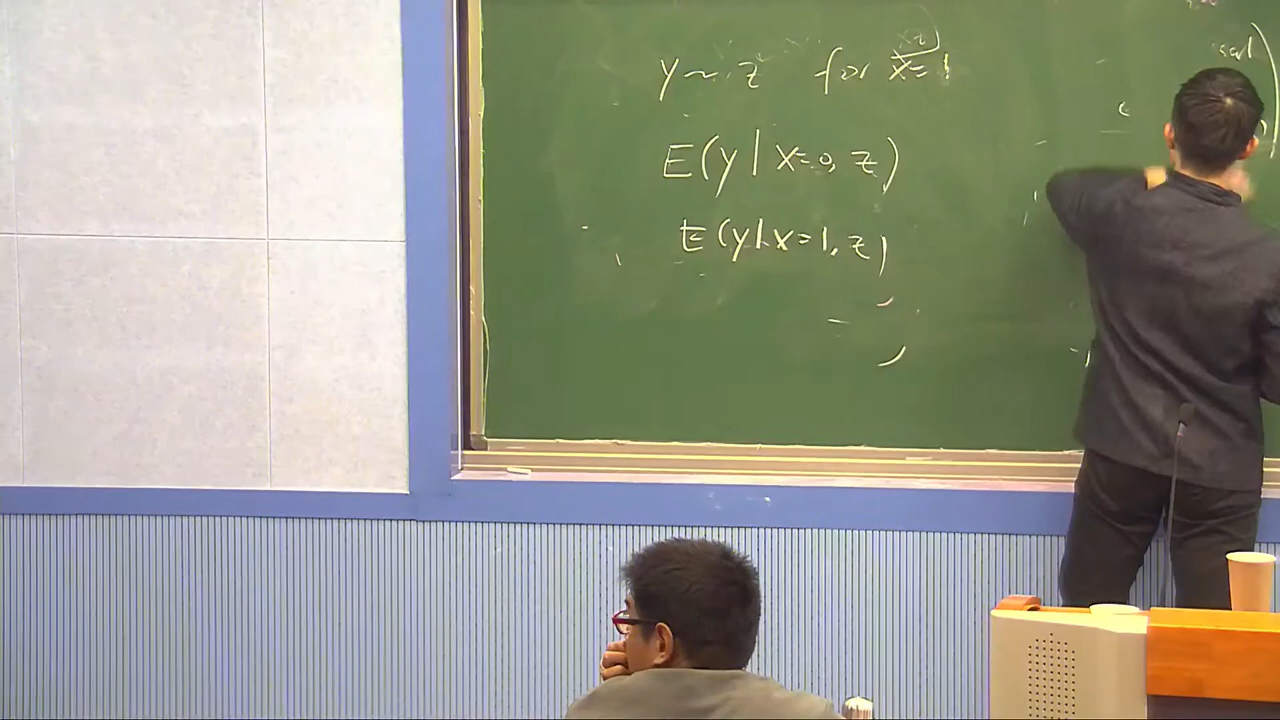 y ~ z for x=1
E(y | x=0, z)
E(y | x=1, z)